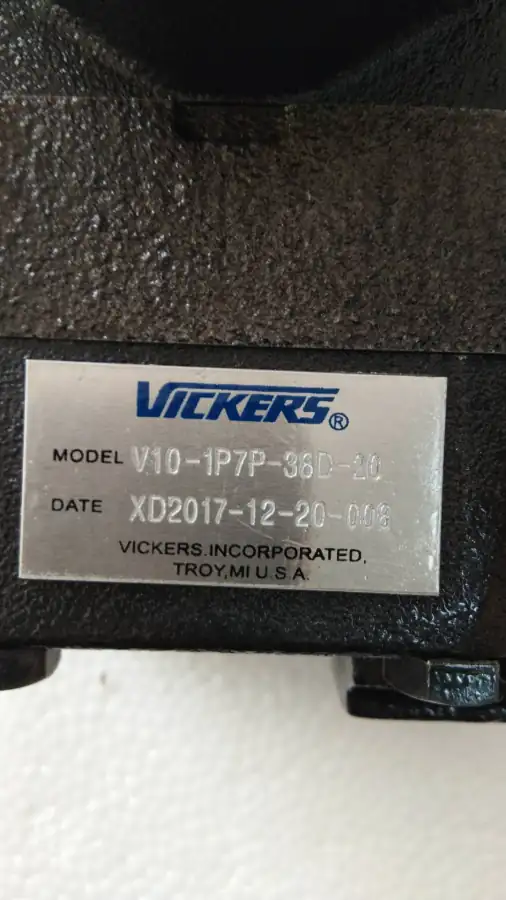 VICKERS®
MODEL V10-1P7P-38D-20
DATE XD2017-12-20-008
VICKERS.INCORPORATED,
TROY,MI U.S.A.